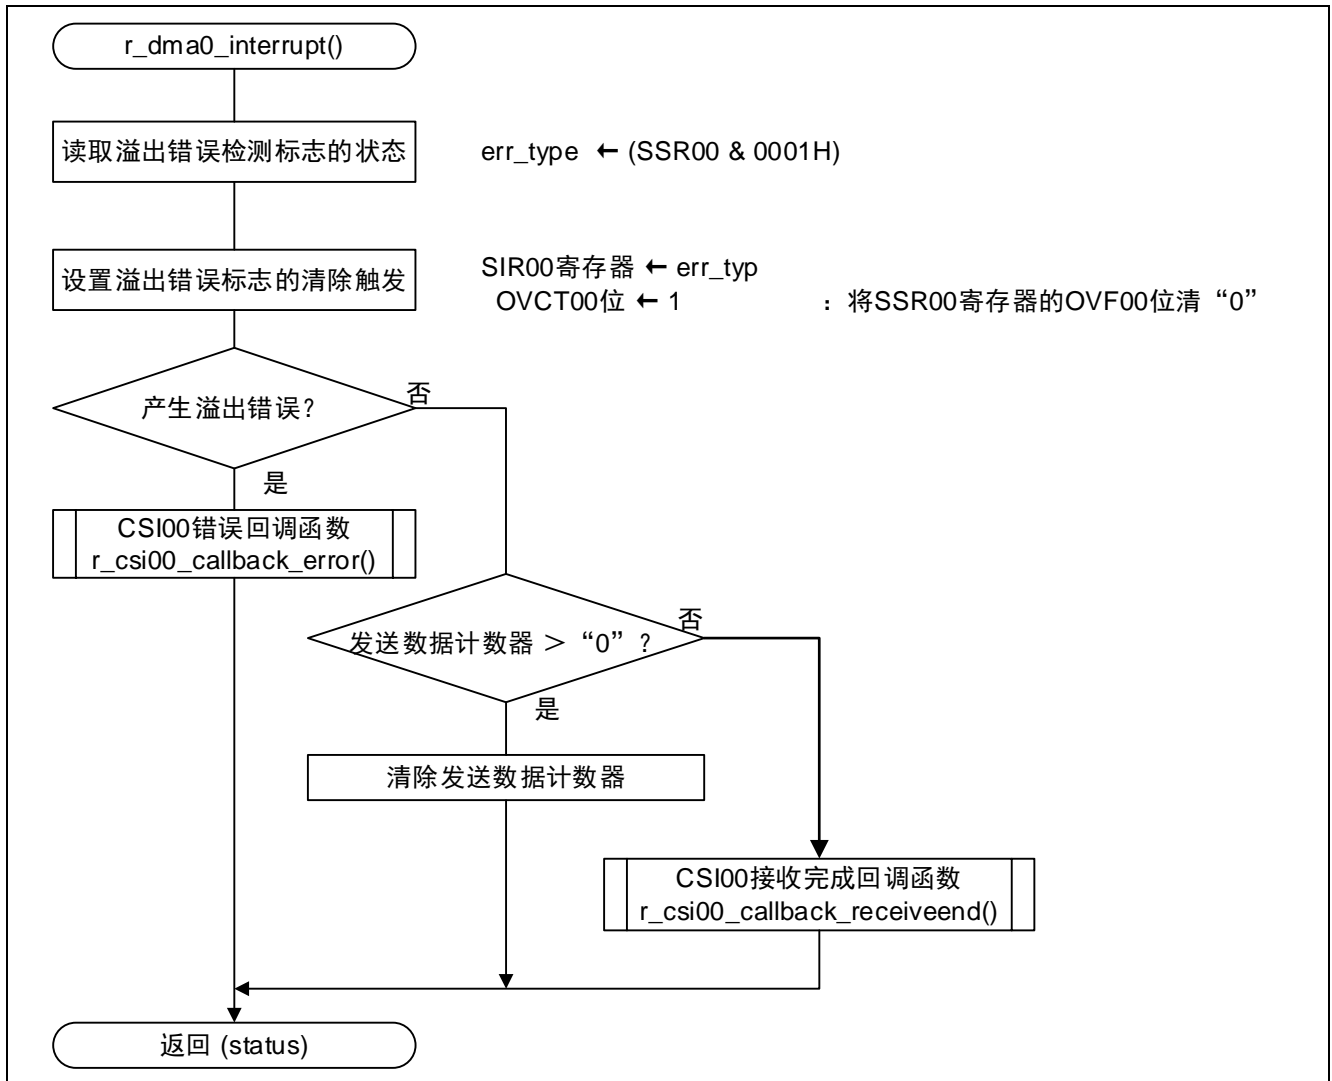 r_dma0_interrupt()
读取溢出错误检测标志的状态
err_type ← (SSR00 & 0001H)
设置溢出错误标志的清除触发
SIR00寄存器 ← err_typ
OVCT00位 ← 1 ：将SSR00寄存器的OVF00位清“0”
产生溢出错误？
否
是
CSI00错误回调函数
r_csi00_callback_error()
发送数据计数器 ＞ “0” ？
否
是
清除发送数据计数器
CSI00接收完成回调函数
r_csi00_callback_receiveend()
返回 (status)